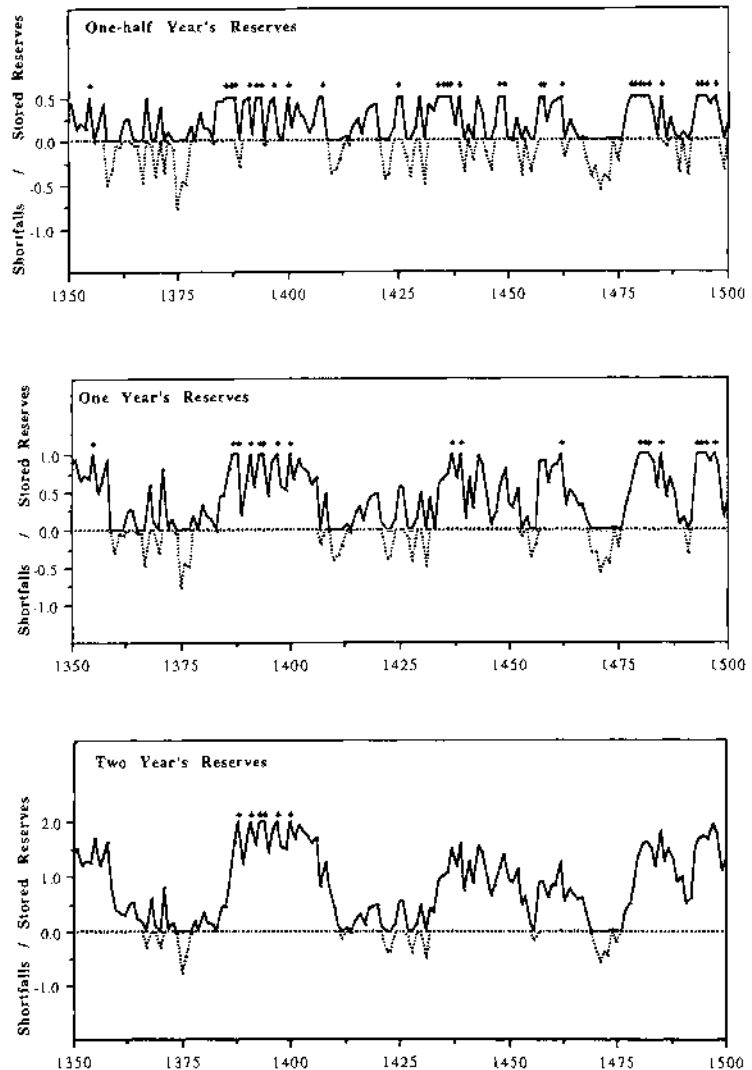 One-half Year's Reserves
Shortfalls / Stored Reserves
0.5
0.0
-0.5
-1.0
1350 1375 1400 1425 1450 1475 1500
One Year's Reserves
Shortfalls / Stored Reserves
1.0
0.5
0.0
-0.5
-1.0
1350 1375 1400 1425 1450 1475 1500
Two Year's Reserves
Shortfalls / Stored Reserves
2.0
1.0
0.0
-1.0
1350 1375 1400 1425 1450 1475 1500